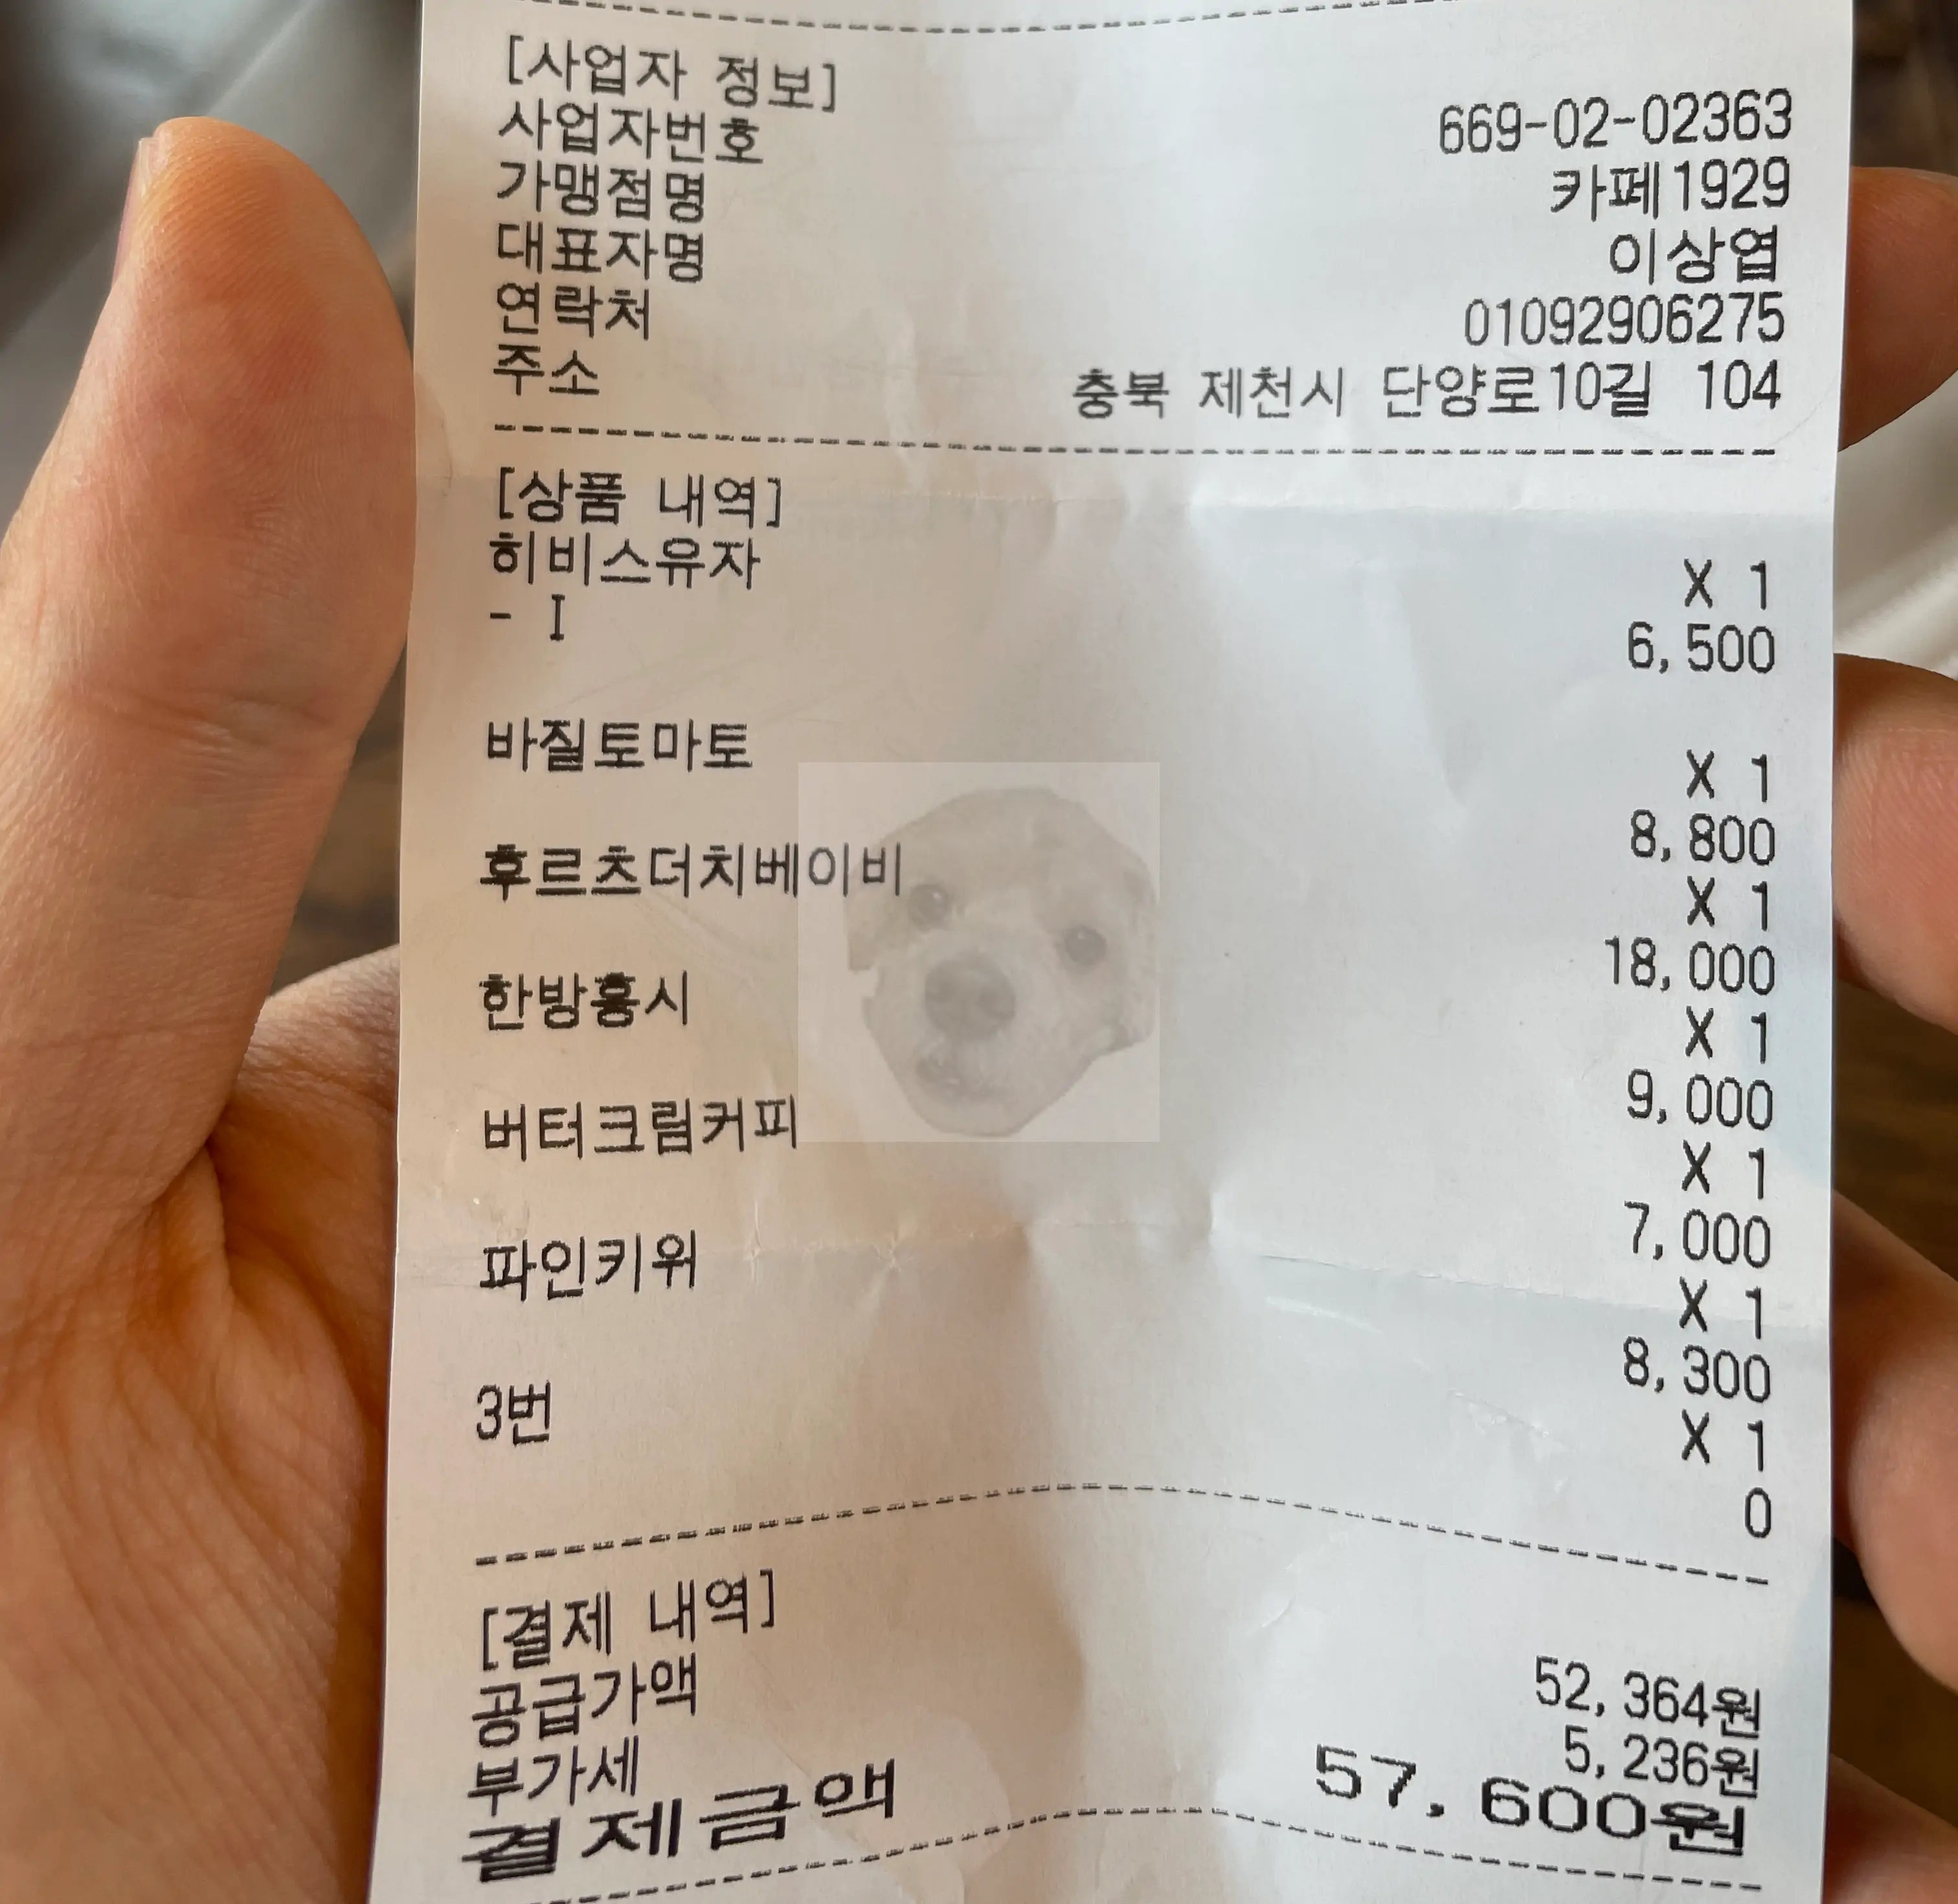 [사업자 정보]
사업자번호 669-02-02363
가맹점명 카페1929
대표자명 이상엽
연락처 01092906275
주소 충북 제천시 단양로10길 104
[상품 내역]
히비스유자 X 1
- I 6,500
바질토마토 X 1
8,800
후르츠더치베이비 X 1
18,000
한방홍시 X 1
9,000
버터크림커피 X 1
7,000
파인키위 X 1
8,300
3번 X 1
0
[결제 내역]
공급가액 52,364원
부가세 5,236원
결제금액 57,600원